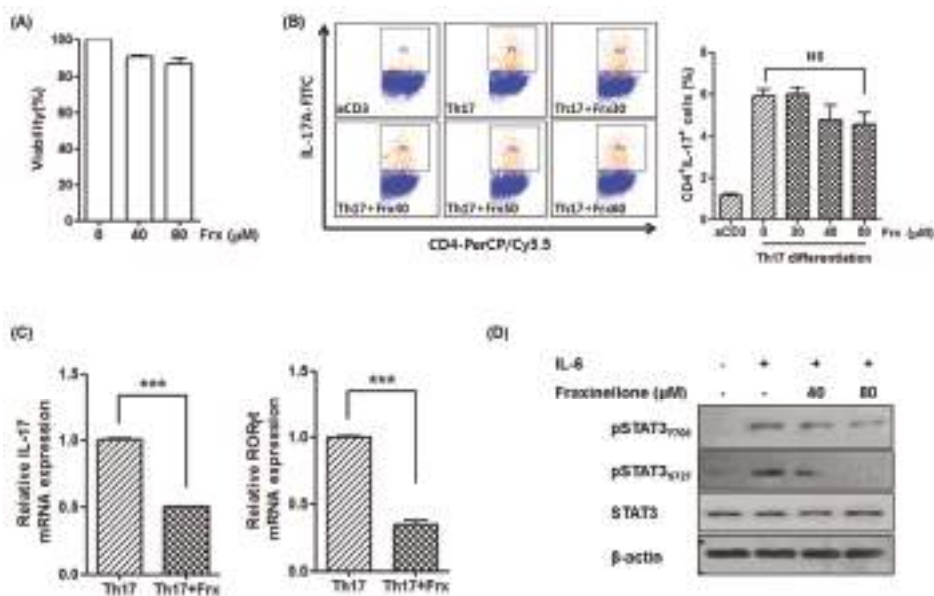 (A)
Viability(%)
100
80
60
40
20
0
0 40 80 Frx (μM)
(B)
IL-17A-FITC
aCD3
Th17
Th17+Frx20
Th17+Frx40
Th17+Frx60
Th17+Frx80
CD4-PerCP/Cy5.5
CD4⁺IL-17⁺ cells (%)
8
6
4
2
0
NS
aCD3 0 20 40 80 Frx (μM)
Th17 differentiation
(C)
Relative IL-17
mRNA expression
1.5
1.0
0.5
0.0
***
Th17 Th17+Frx
Relative RORγt
mRNA expression
1.5
1.0
0.5
0.0
***
Th17 Th17+Frx
(D)
IL-6 - + + +
Fraxinellone (μM) - - 40 80
pSTAT3
pSTAT3
STAT3
β-actin